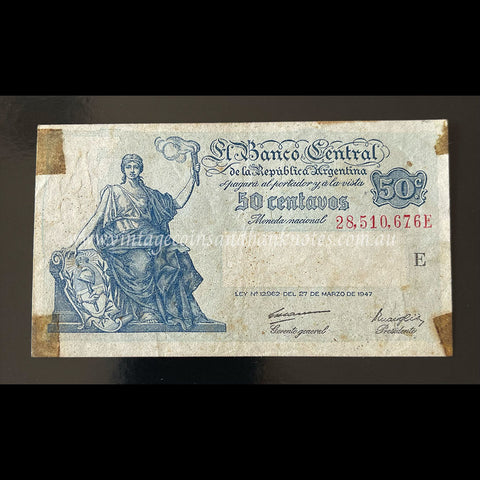 El Banco Central
de la República Argentina
pagará al portador y a la vista
50 centavos
Moneda nacional
50c
28,510,676E
www.vintagecoinsandbanknotes.com.au
E
LEY Nº 12.962 DEL 27 DE MARZO DE 1947
Gerente general
Presidente